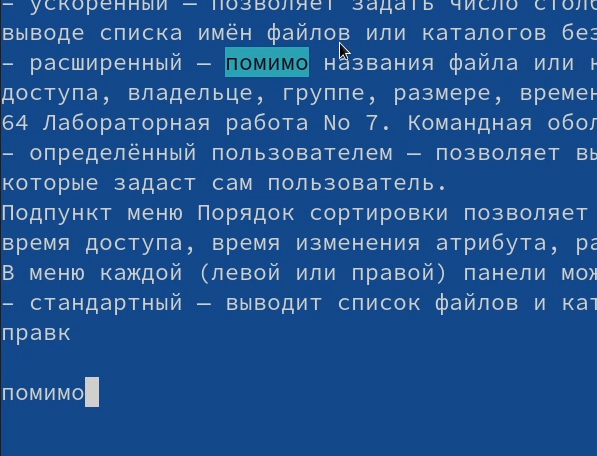 – ускоренный — позволяет задать число столб
выводе списка имён файлов или каталогов без
– расширенный — помимо названия файла или
доступа, владельце, группе, размере, времен
64 Лабораторная работа No 7. Командная обол
– определённый пользователем — позволяет вы
которые задаст сам пользователь.
Подпункт меню Порядок сортировки позволяет
время доступа, время изменения атрибута, ра
В меню каждой (левой или правой) панели мож
– стандартный — выводит список файлов и кат
правк
помимо